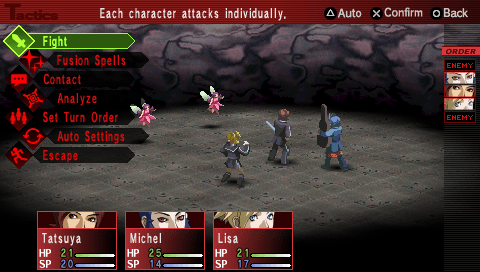 Tactics
Each character attacks individually.
Auto
Confirm
Back
Fight
Fusion Spells
Contact
Analyze
Set Turn Order
Auto Settings
Escape
ORDER
ENEMY
ENEMY
Tatsuya
HP 21
SP 20
Michel
HP 25
SP 14
Lisa
HP 21
SP 17